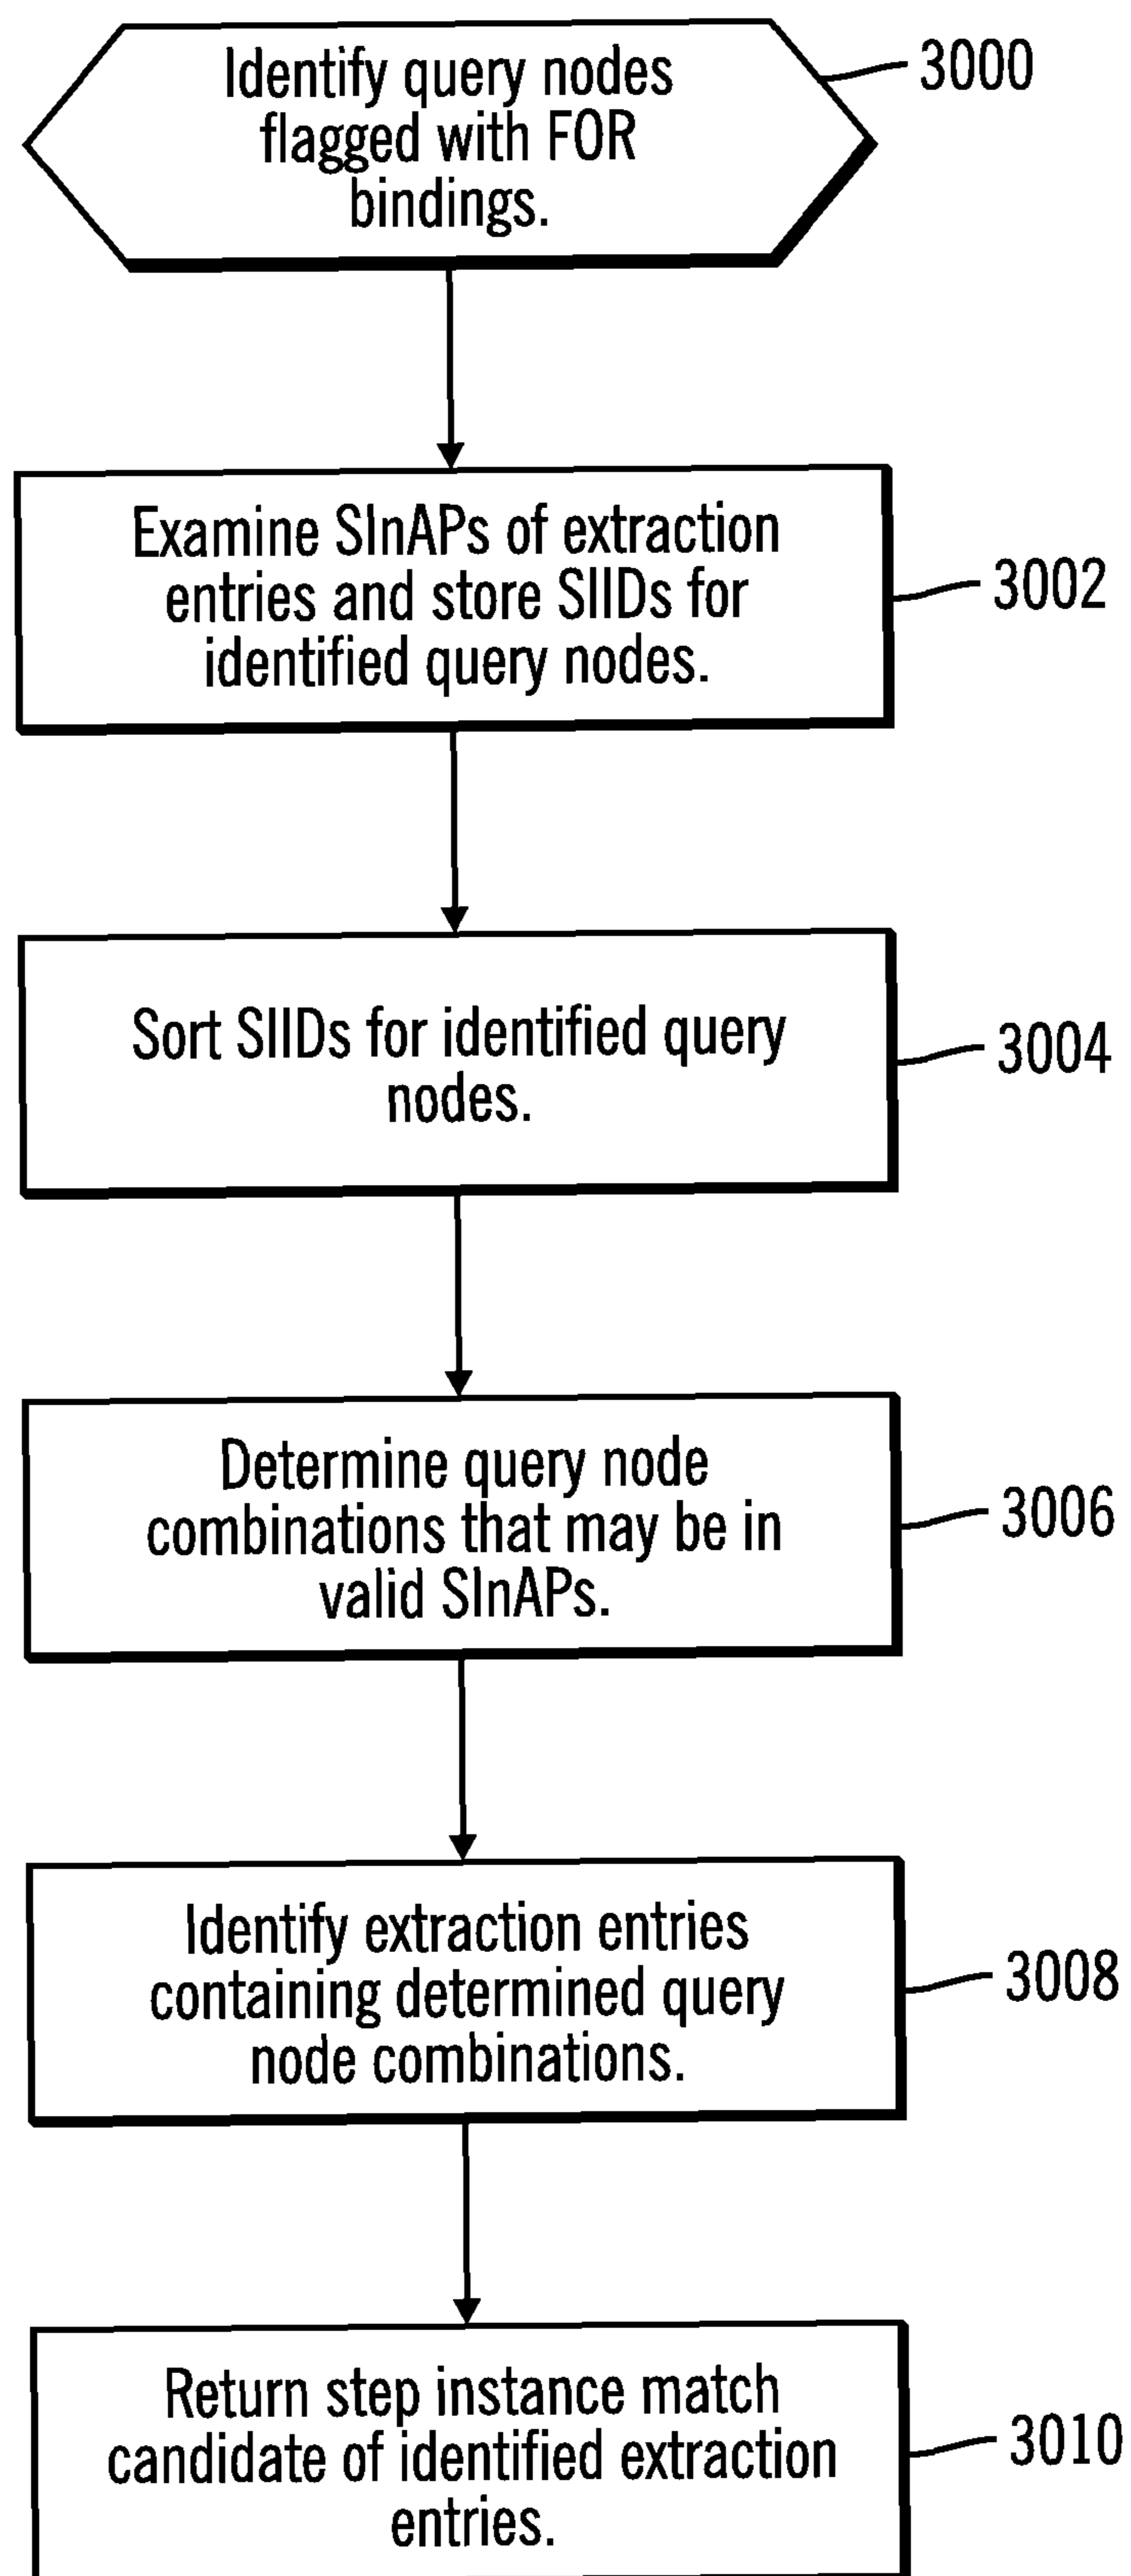 Identify query nodes
flagged with FOR
bindings.
3000
Examine SInAPs of extraction
entries and store SIIDs for
identified query nodes.
3002
Sort SIIDs for identified query
nodes.
3004
Determine query node
combinations that may be in
valid SInAPs.
3006
Identify extraction entries
containing determined query
node combinations.
3008
Return step instance match
candidate of identified extraction
entries.
3010